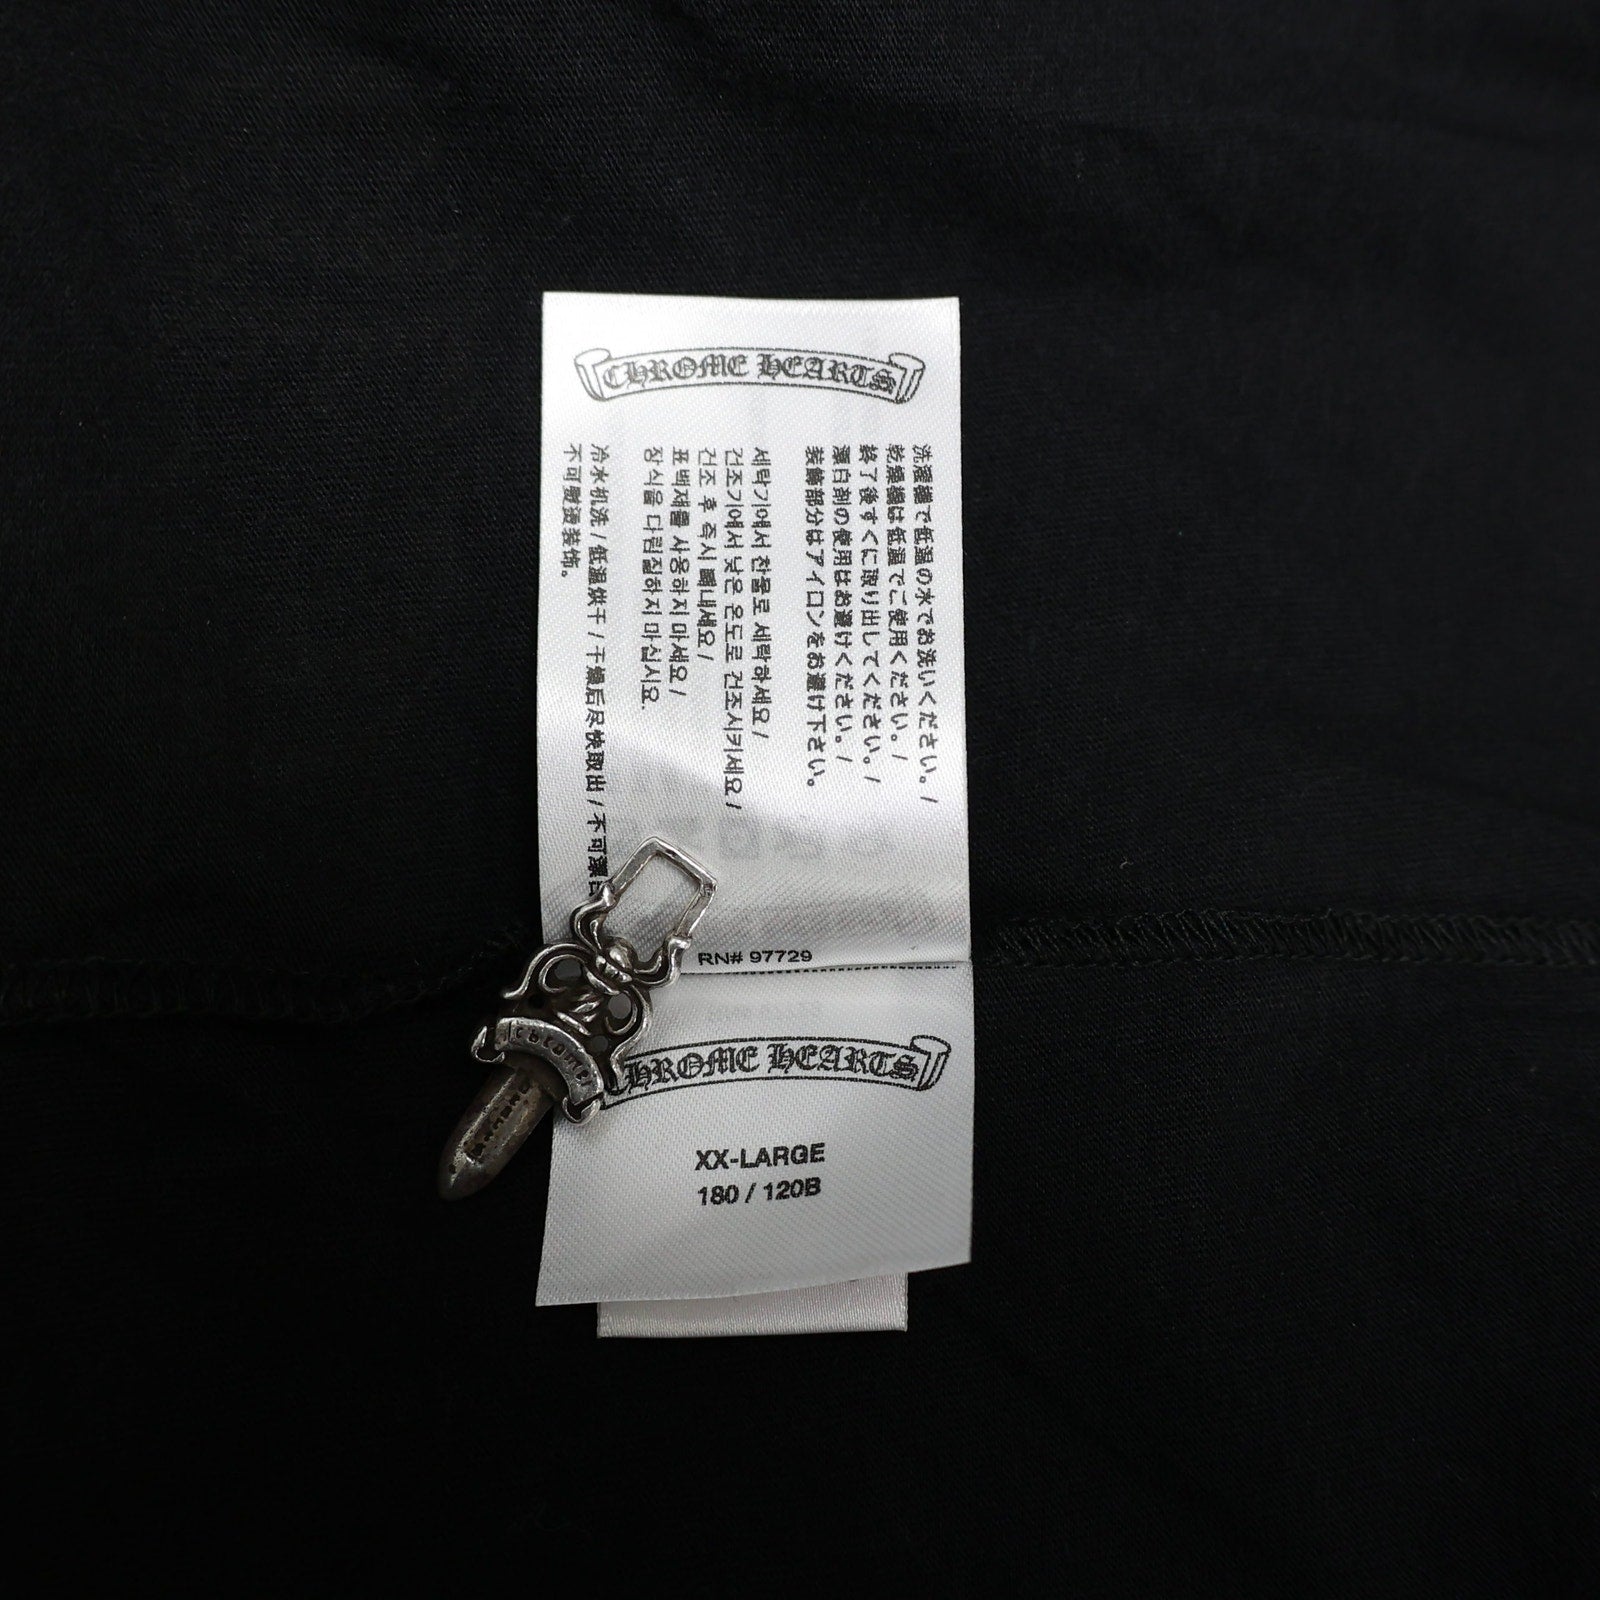 CHROME HEARTS
洗濯機で低温の水でお洗いください。/
乾燥機は低温でご使用ください。/
終了後すぐに取り出してください。/
漂白剤の使用はお避けください。/
装飾部分はアイロンをお避け下さい。
세탁기에서 찬물로 세탁하세요 /
건조기에서 낮은 온도로 건조시키세요 /
건조 후 즉시 빼내세요 /
표백제를 사용하지 마세요 /
장식을 다림질하지 마십시요.
冷水机洗 / 低温烘干 / 干燥后尽快取出 / 不可漂白
不可熨烫装饰。
RN# 97729
CHROME HEARTS
XX-LARGE
180 / 120B